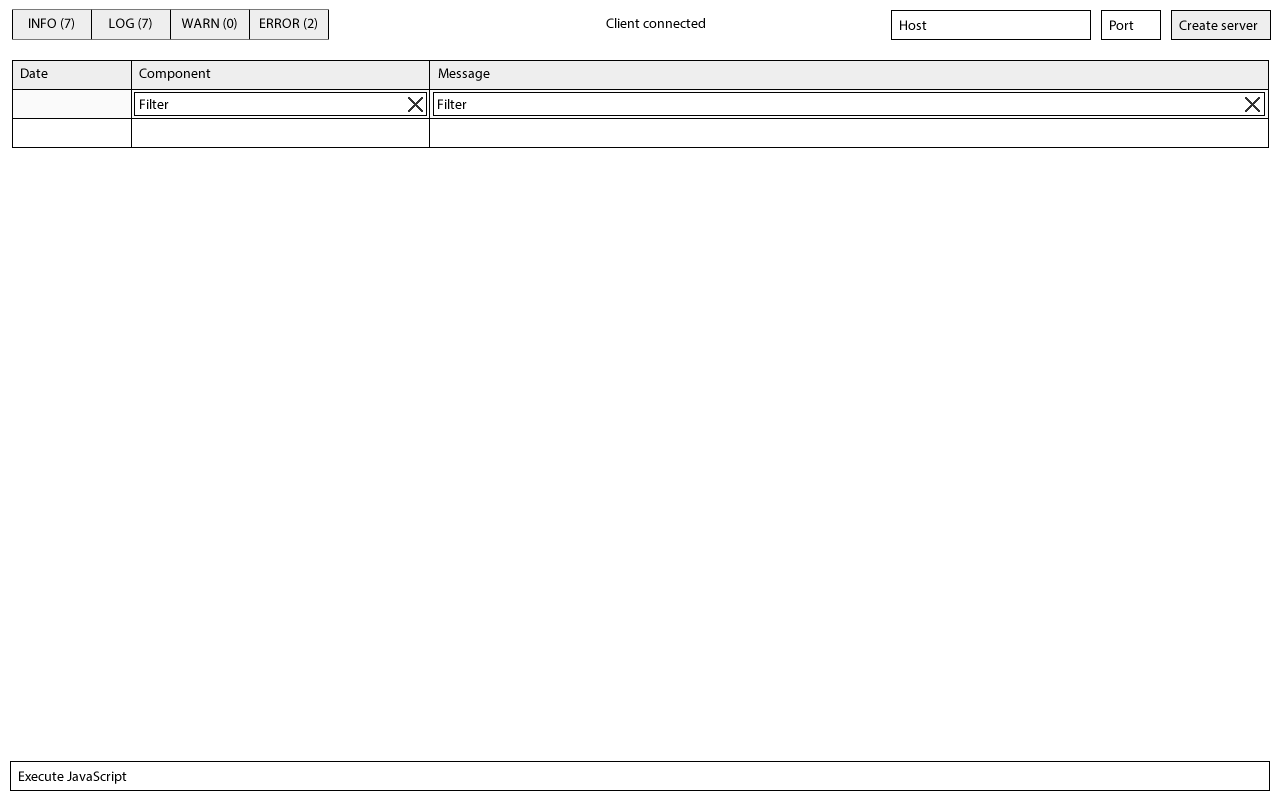 INFO (7) LOG (7) WARN (0) ERROR (2) Client connected Host Port Create server
Date Component Message
Filter Filter
Execute JavaScript